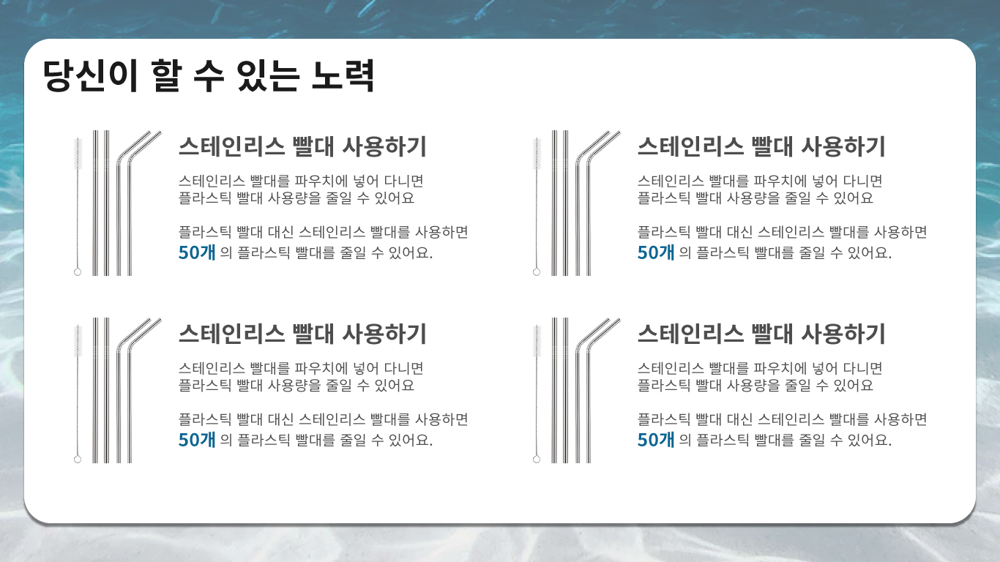 당신이 할 수 있는 노력
스테인리스 빨대 사용하기
스테인리스 빨대를 파우치에 넣어 다니면
플라스틱 빨대 사용량을 줄일 수 있어요
플라스틱 빨대 대신 스테인리스 빨대를 사용하면
50개 의 플라스틱 빨대를 줄일 수 있어요.
스테인리스 빨대 사용하기
스테인리스 빨대를 파우치에 넣어 다니면
플라스틱 빨대 사용량을 줄일 수 있어요
플라스틱 빨대 대신 스테인리스 빨대를 사용하면
50개 의 플라스틱 빨대를 줄일 수 있어요.
스테인리스 빨대 사용하기
스테인리스 빨대를 파우치에 넣어 다니면
플라스틱 빨대 사용량을 줄일 수 있어요
플라스틱 빨대 대신 스테인리스 빨대를 사용하면
50개 의 플라스틱 빨대를 줄일 수 있어요.
스테인리스 빨대 사용하기
스테인리스 빨대를 파우치에 넣어 다니면
플라스틱 빨대 사용량을 줄일 수 있어요
플라스틱 빨대 대신 스테인리스 빨대를 사용하면
50개 의 플라스틱 빨대를 줄일 수 있어요.